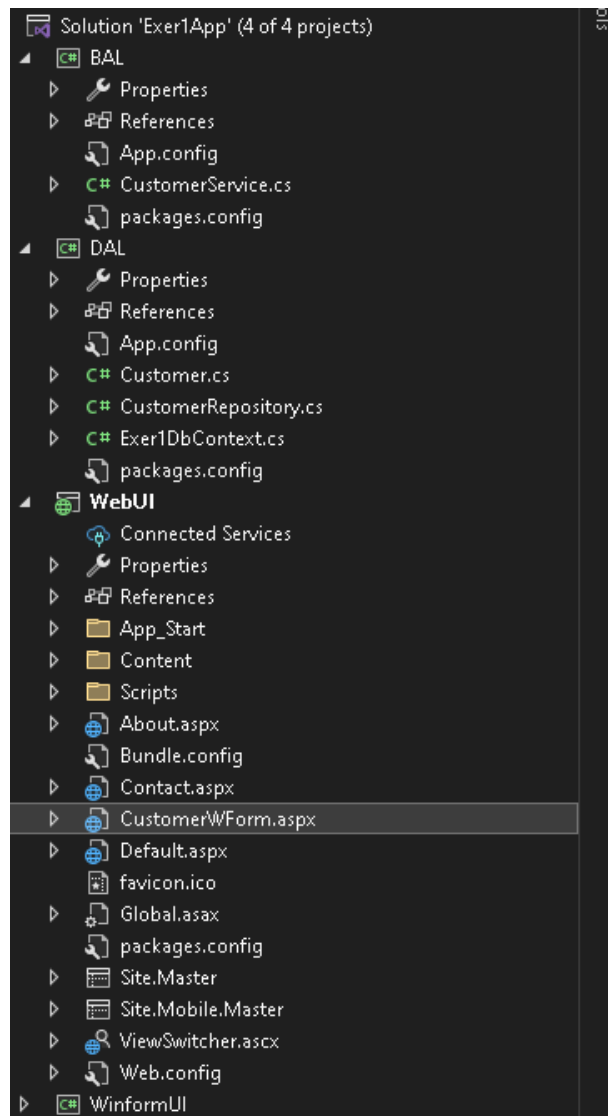 Solution 'Exer1App' (4 of 4 projects)
C# BAL
Properties
References
App.config
C# CustomerService.cs
packages.config
C# DAL
Properties
References
App.config
C# Customer.cs
C# CustomerRepository.cs
C# Exer1DbContext.cs
packages.config
WebUI
Connected Services
Properties
References
App_Start
Content
Scripts
About.aspx
Bundle.config
Contact.aspx
CustomerWForm.aspx
Default.aspx
favicon.ico
Global.asax
packages.config
Site.Master
Site.Mobile.Master
ViewSwitcher.ascx
Web.config
C# WinformUI